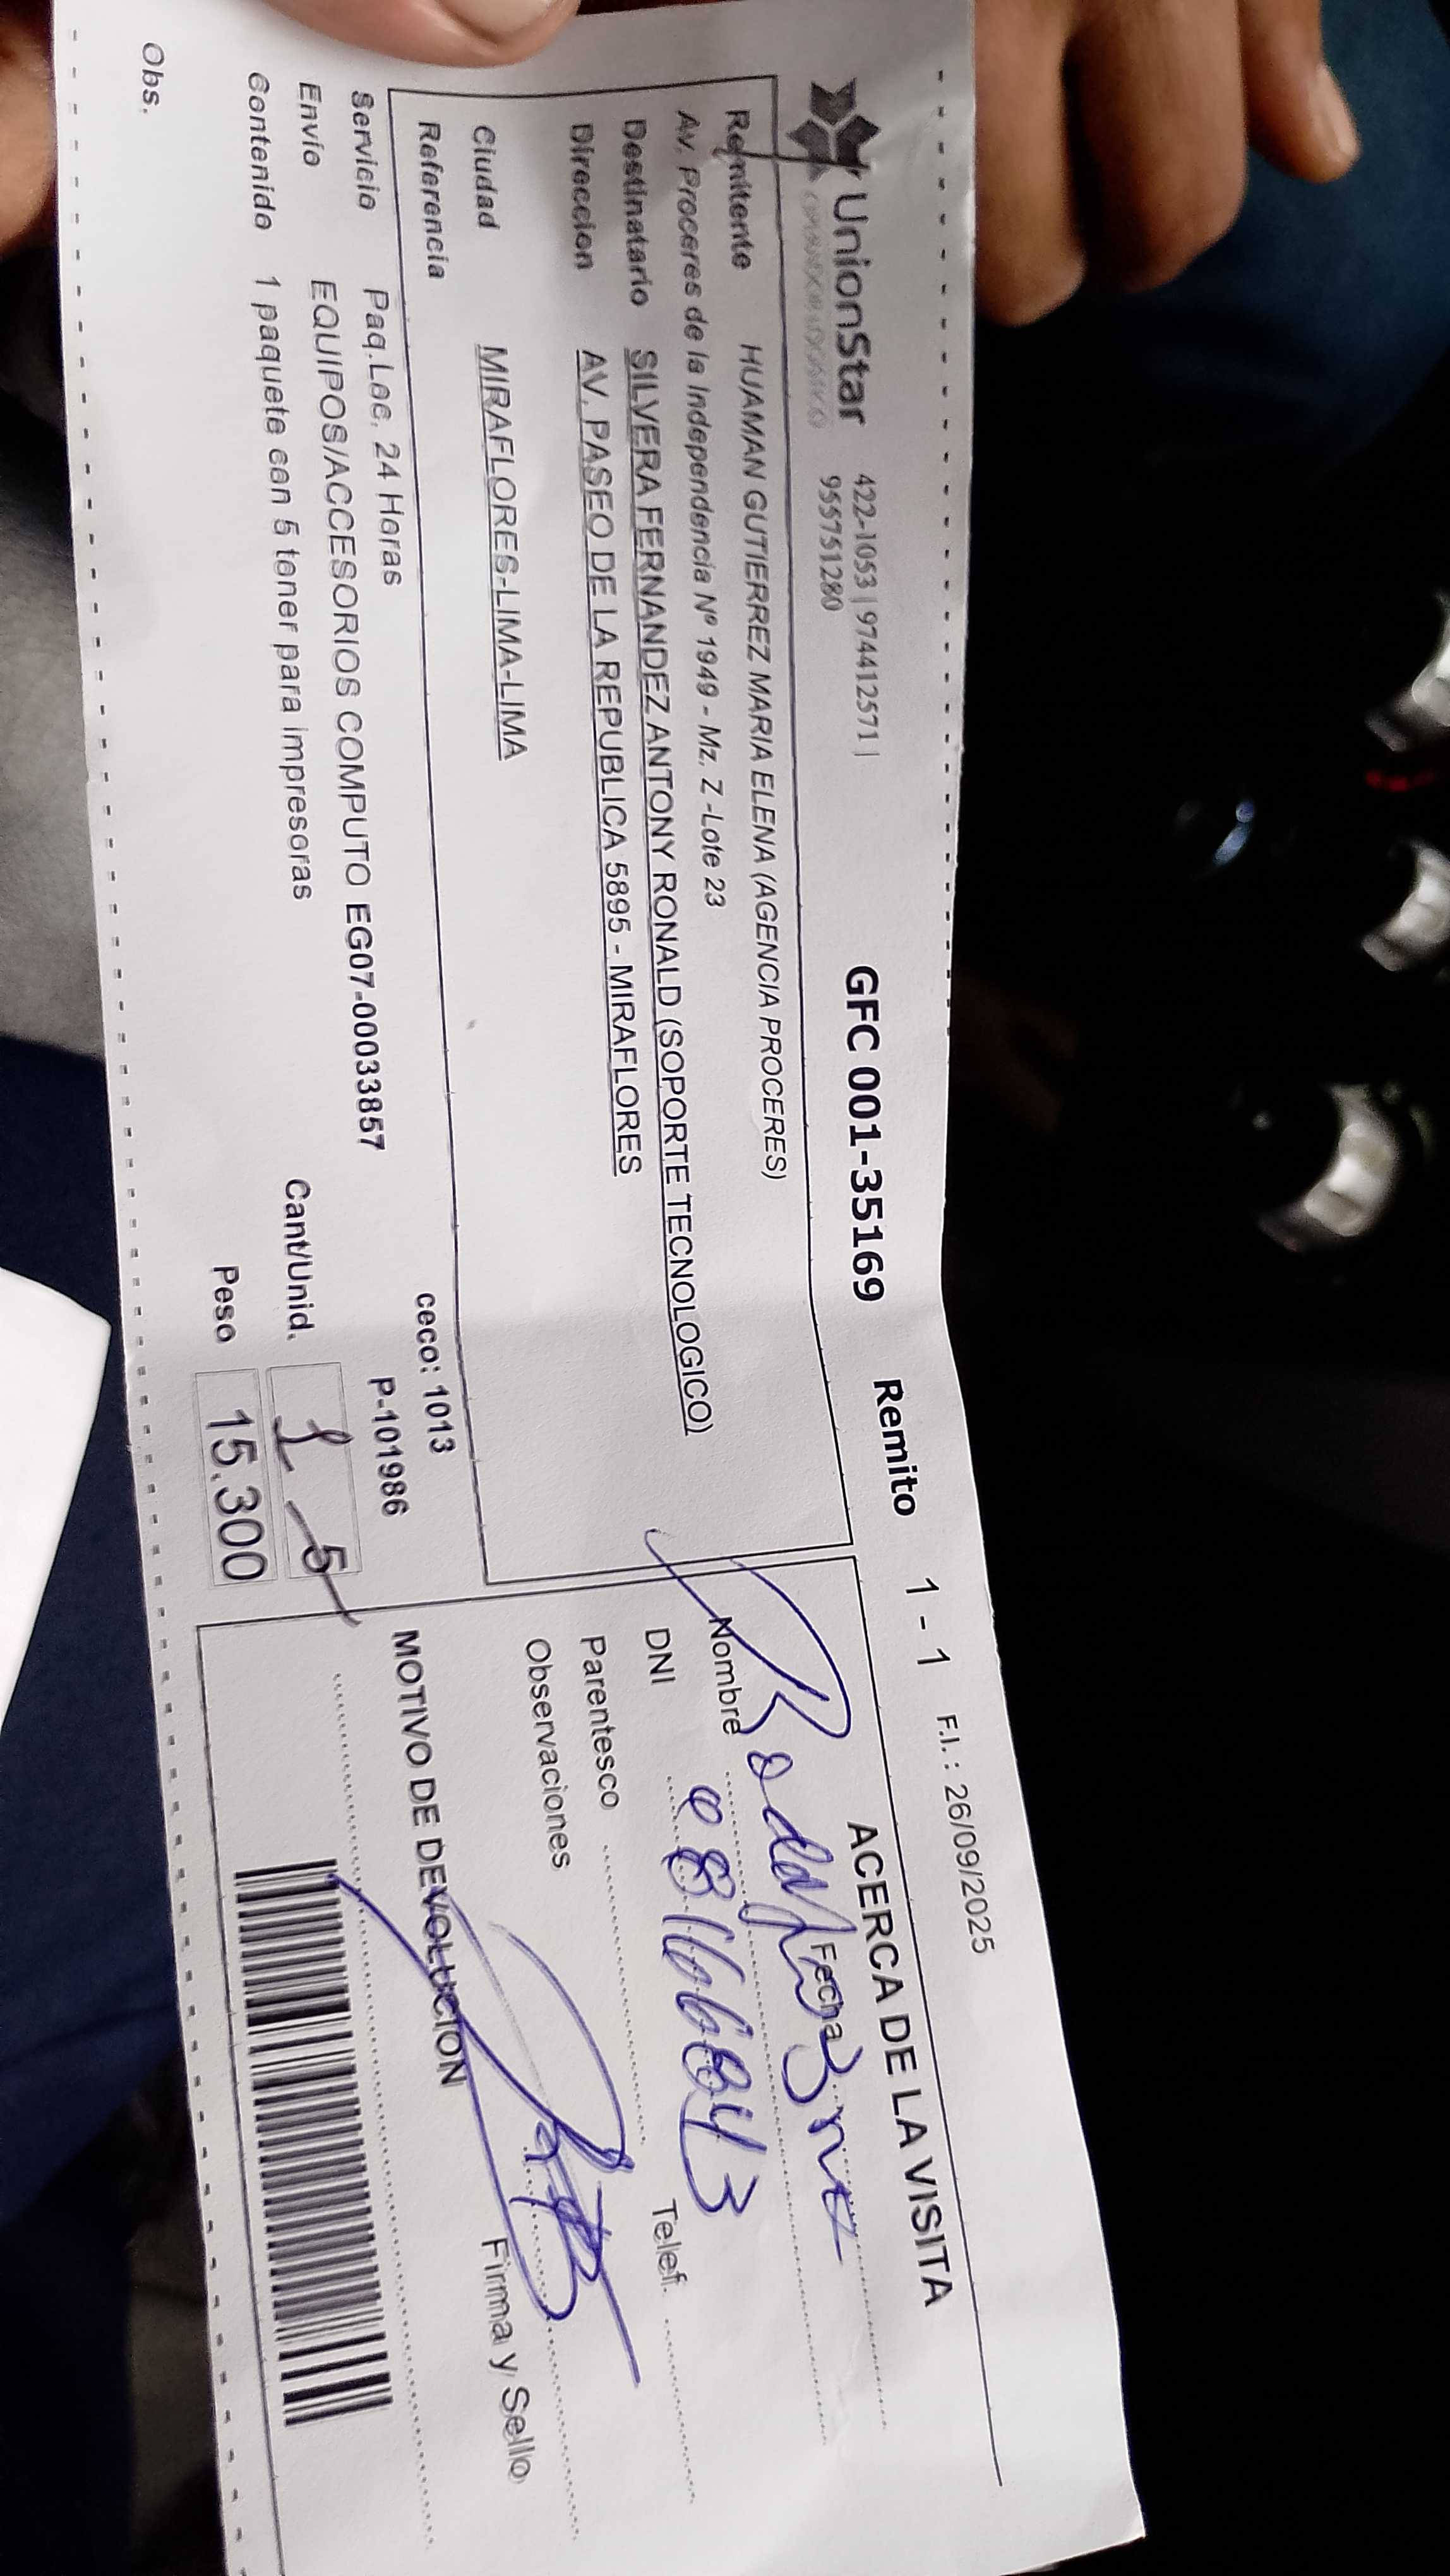 UnionStar
422-1053 | 974412571 |
955751280
GFC 001-35169
Remito
1 - 1
F.I. : 26/09/2025
Remitente HUAMAN GUTIERREZ MARIA ELENA (AGENCIA PROCERES)
Av. Proceres de la Independencia Nº 1949 - Mz. Z -Lote 23
Destinatario SILVERA FERNANDEZ ANTONY RONALD (SOPORTE TECNOLOGICO)
Direccion AV. PASEO DE LA REPUBLICA 5895 - MIRAFLORES
Ciudad MIRAFLORES-LIMA-LIMA
Referencia
ceco: 1013
Servicio Paq.Loc. 24 Horas
P-101986
Envio EQUIPOS/ACCESORIOS COMPUTO EG07-00033857
Contenido 1 paquete con 5 toner para impresoras
Cant/Unid. 1 5
Peso 15.300
Obs.
ACERCA DE LA VISITA
Fecha
Nombre
DNI
Telef.
Parentesco
Observaciones
Firma y Sello
MOTIVO DE DEVOLUCION